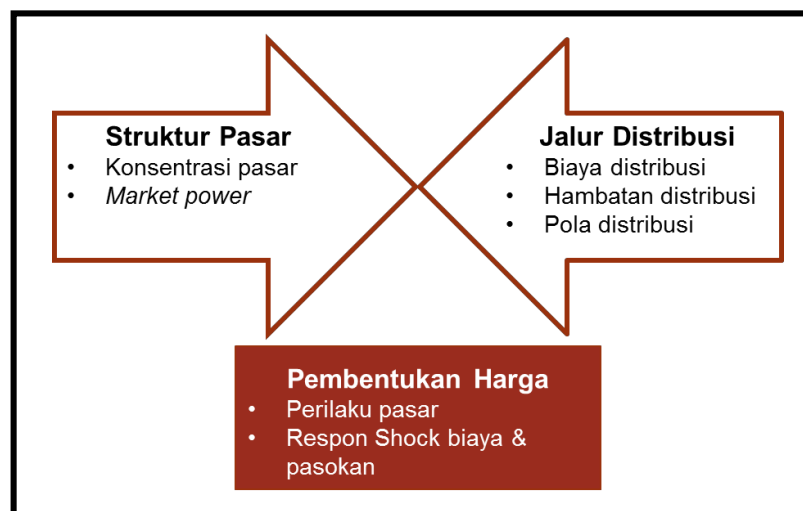 Struktur Pasar
• Konsentrasi pasar
• Market power
Jalur Distribusi
• Biaya distribusi
• Hambatan distribusi
• Pola distribusi
Pembentukan Harga
• Perilaku pasar
• Respon Shock biaya &
pasokan